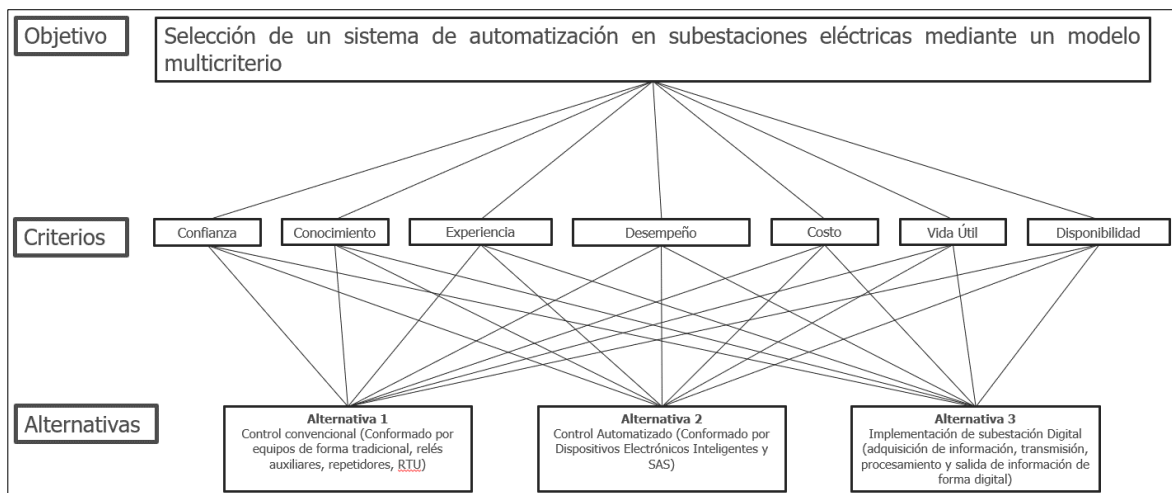 Objetivo
Selección de un sistema de automatización en subestaciones eléctricas mediante un modelo
multicriterio
Criterios
Confianza
Conocimiento
Experiencia
Desempeño
Costo
Vida Útil
Disponibilidad
Alternativas
Alternativa 1
Control convencional (Conformado por
equipos de forma tradicional, relés
auxiliares, repetidores, RTU)
Alternativa 2
Control Automatizado (Conformado por
Dispositivos Electrónicos Inteligentes y
SAS)
Alternativa 3
Implementación de subestación Digital
(adquisición de información, transmisión,
procesamiento y salida de información de
forma digital)